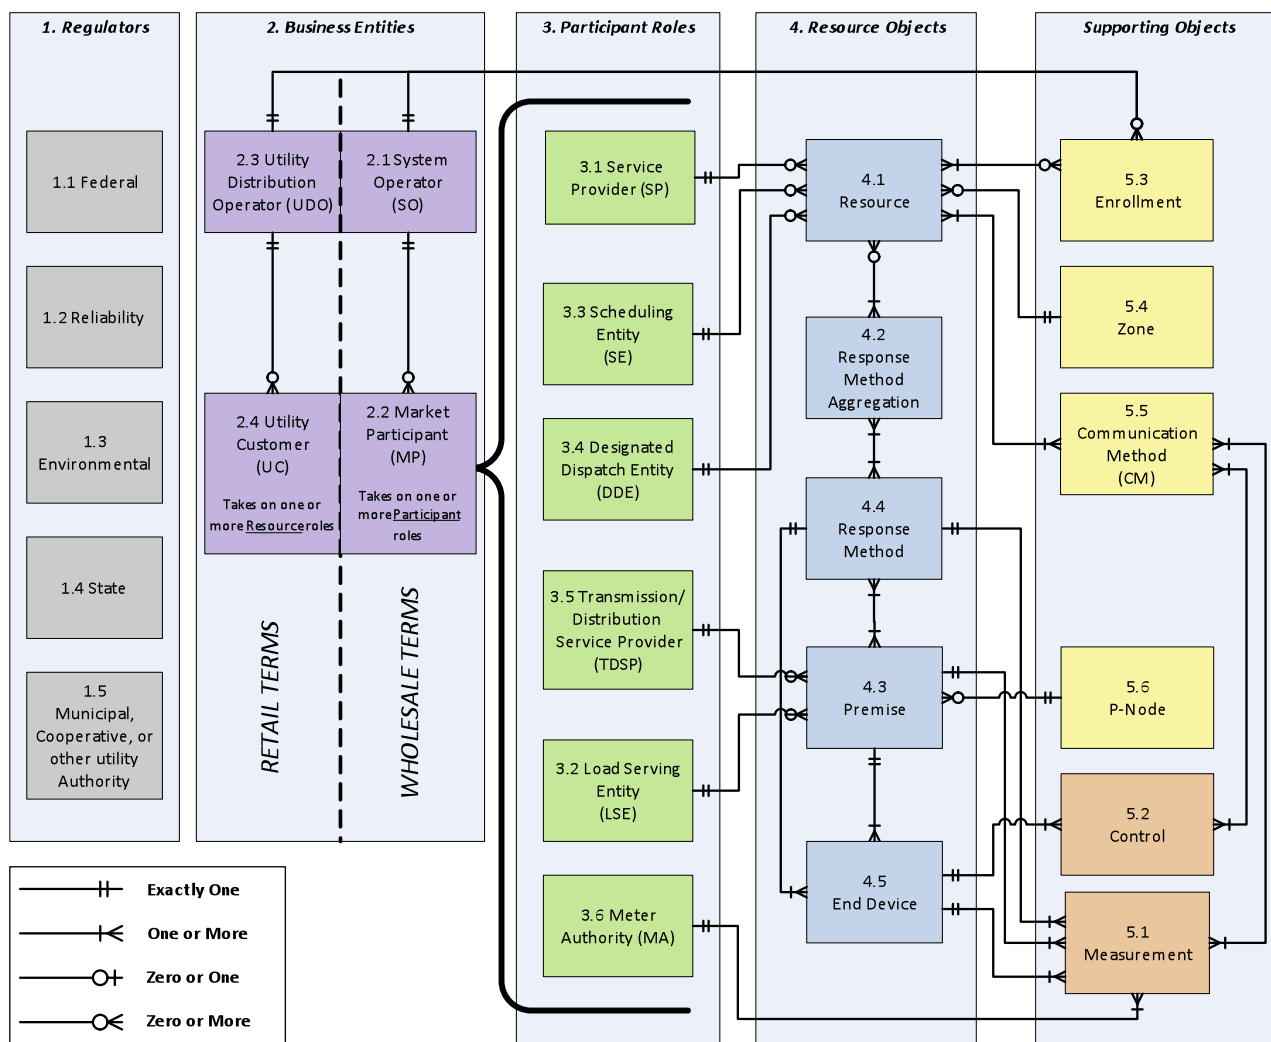 1. Regulators
1.1 Federal
1.2 Reliability
1.3
Environmental
1.4 State
1.5
Municipal,
Cooperative, or
other utility
Authority
2. Business Entities
2.3 Utility
Distribution
Operator (UDO)
2.1 System
Operator
(SO)
2.4 Utility
Customer
(UC)
Takes on one or
more Resource roles
2.2 Market
Participant
(MP)
Takes on one or
more Participant
roles
RETAIL TERMS
WHOLESALE TERMS
3. Participant Roles
3.1 Service
Provider (SP)
3.3 Scheduling
Entity
(SE)
3.4 Designated
Dispatch Entity
(DDE)
3.5 Transmission/
Distribution
Service Provider
(TDSP)
3.2 Load Serving
Entity
(LSE)
3.6 Meter
Authority (MA)
4. Resource Objects
4.1
Resource
4.2
Response
Method
Aggregation
4.4
Response
Method
4.3
Premise
4.5
End Device
Supporting Objects
5.3
Enrollment
5.4
Zone
5.5
Communication
Method
(CM)
5.6
P-Node
5.2
Control
5.1
Measurement
Exactly One
One or More
Zero or One
Zero or More